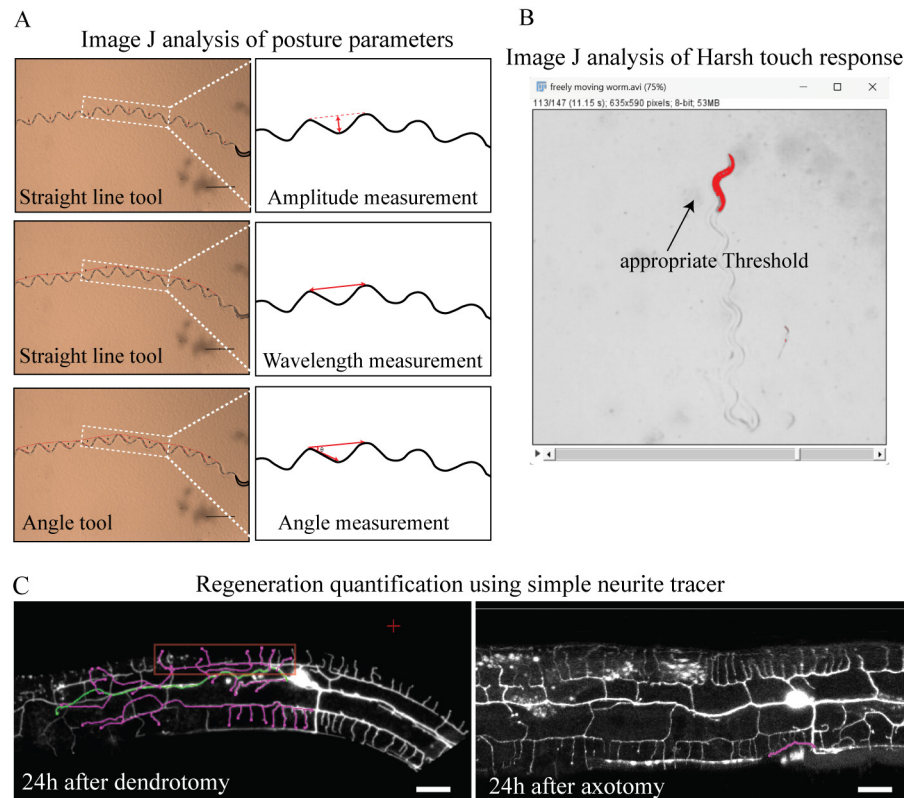 A
Image J analysis of posture parameters
Straight line tool
Amplitude measurement
Straight line tool
Wavelength measurement
Angle tool
Angle measurement
B
Image J analysis of Harsh touch response
freely moving worm.avi (75%)
113/147 (11.15 s); 635x590 pixels; 8-bit; 53MB
appropriate Threshold
C
Regeneration quantification using simple neurite tracer
24h after dendrotomy
24h after axotomy